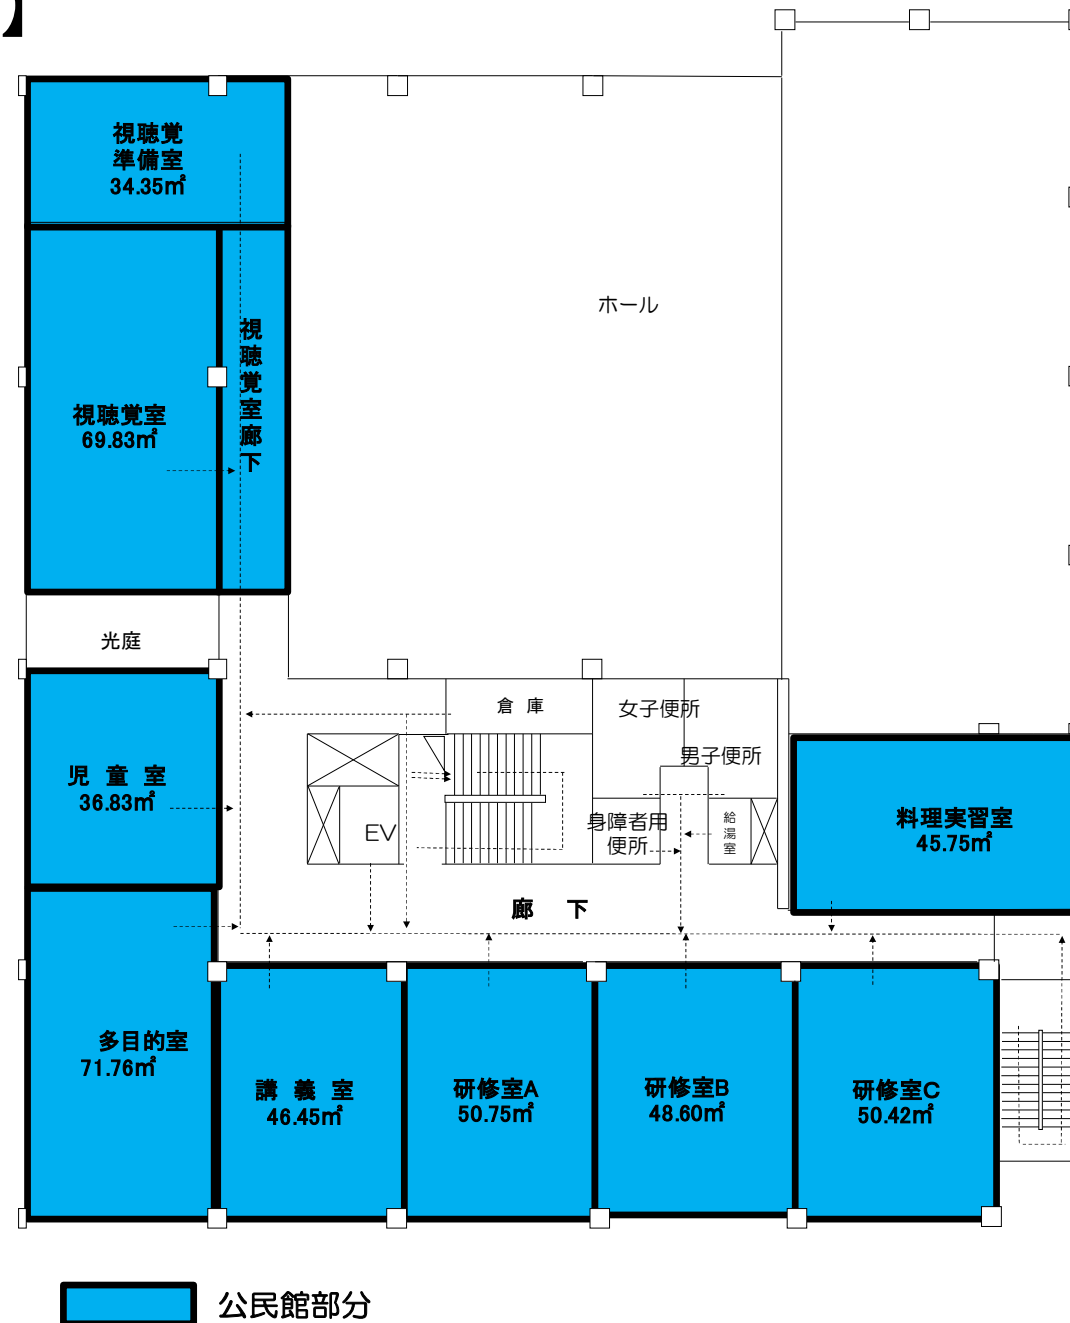 】
視聴覚
準備室
34.35㎡
ホール
視聴覚室廊下
視聴覚室
69.83㎡
光庭
倉 庫
女子便所
男子便所
児 童 室
36.83㎡
EV
身障者用
便所
給湯室
料理実習室
45.75㎡
廊 下
多目的室
71.76㎡
講 義 室
46.45㎡
研修室A
50.75㎡
研修室B
48.60㎡
研修室C
50.42㎡
公民館部分